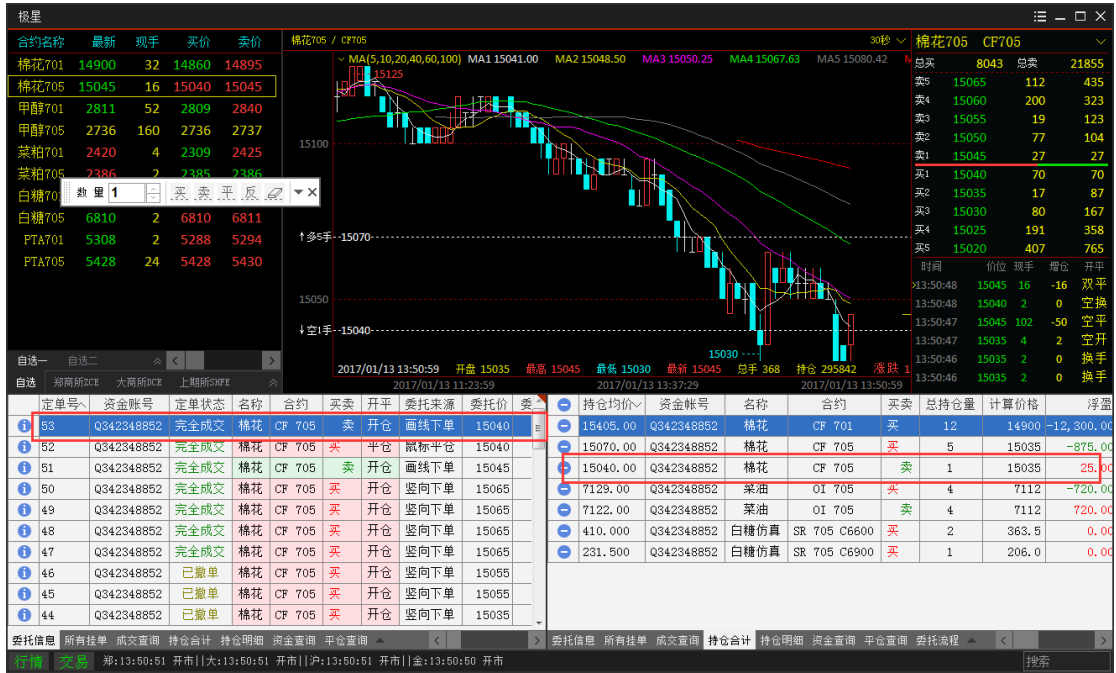 极星
合约名称 最新 现手 买价 卖价
棉花701 14900 32 14860 14895
棉花705 15045 16 15040 15045
甲醇701 2811 52 2809 2840
甲醇705 2736 160 2736 2737
菜粕701 2420 4 2309 2425
菜粕705 2386 2 2385 2386
白糖70
数 量 1 买 卖 平 反
白糖705 6810 2 6810 6811
PTA701 5308 2 5288 5294
PTA705 5428 24 5428 5430
自选一 自选二
自选 郑商所ZCE 大商所DCE 上期所SHFE
棉花705 / CF705 30秒
MA(5,10,20,40,60,100) MA1 15041.00 MA2 15048.50 MA3 15050.25 MA4 15067.63 MA5 15080.42 M
15125
15100
多5手 15070
15050
空1手 15040
15030
2017/01/13 13:50:59 开盘 15035 最高 15045 最低 15030 最新 15045 总手 368 持仓 295842 涨跌 1
2017/01/13 11:23:59 2017/01/13 13:37:29 2017/01/13 13:50:59
棉花705 CF705
总买 8043 总卖 21855
卖5 15065 112 435
卖4 15060 200 323
卖3 15055 19 123
卖2 15050 77 104
卖1 15045 27 27
买1 15040 70 70
买2 15035 17 87
买3 15030 80 167
买4 15025 191 358
买5 15020 407 765
时间 价位 现手 增仓 开平
13:50:48 15045 16 -16 双平
13:50:48 15040 2 0 空换
13:50:47 15045 102 -50 空平
13:50:47 15035 4 2 空开
13:50:46 15035 2 0 换手
13:50:46 15035 2 0 换手
定单号 资金账号 定单状态 名称 合约 买卖 开平 委托来源 委托价 委
53 Q342348852 完全成交 棉花 CF 705 卖 开仓 画线下单 15040
52 Q342348852 完全成交 棉花 CF 705 买 平仓 鼠标平仓 15040
51 Q342348852 完全成交 棉花 CF 705 卖 开仓 画线下单 15045
50 Q342348852 完全成交 棉花 CF 705 买 开仓 竖向下单 15065
49 Q342348852 完全成交 棉花 CF 705 买 开仓 竖向下单 15065
48 Q342348852 完全成交 棉花 CF 705 买 开仓 竖向下单 15065
47 Q342348852 完全成交 棉花 CF 705 买 开仓 竖向下单 15065
46 Q342348852 已撤单 棉花 CF 705 买 开仓 竖向下单 15055
45 Q342348852 已撤单 棉花 CF 705 买 开仓 竖向下单 15055
44 Q342348852 已撤单 棉花 CF 705 买 开仓 竖向下单 15035
委托信息 所有挂单 成交查询 持仓合计 持仓明细 资金查询 平仓查询
持仓均价 资金帐号 名称 合约 买卖 总持仓量 计算价格 浮盈
15405.00 Q342348852 棉花 CF 701 买 12 14900 -12,300.00
15070.00 Q342348852 棉花 CF 705 买 5 15035 -875.00
15040.00 Q342348852 棉花 CF 705 卖 1 15035 25.00
7129.00 Q342348852 菜油 OI 705 买 4 7112 -720.00
7122.00 Q342348852 菜油 OI 705 卖 4 7112 720.00
410.000 Q342348852 白糖仿真 SR 705 C6600 买 2 363.5 0.00
231.500 Q342348852 白糖仿真 SR 705 C6900 买 1 206.0 0.00
委托信息 所有挂单 成交查询 持仓合计 持仓明细 资金查询 平仓查询 委托流程
行情 交易 郑:13:50:51 开市||大:13:50:51 开市||沪:13:50:51 开市||金:13:50:50 开市 搜索